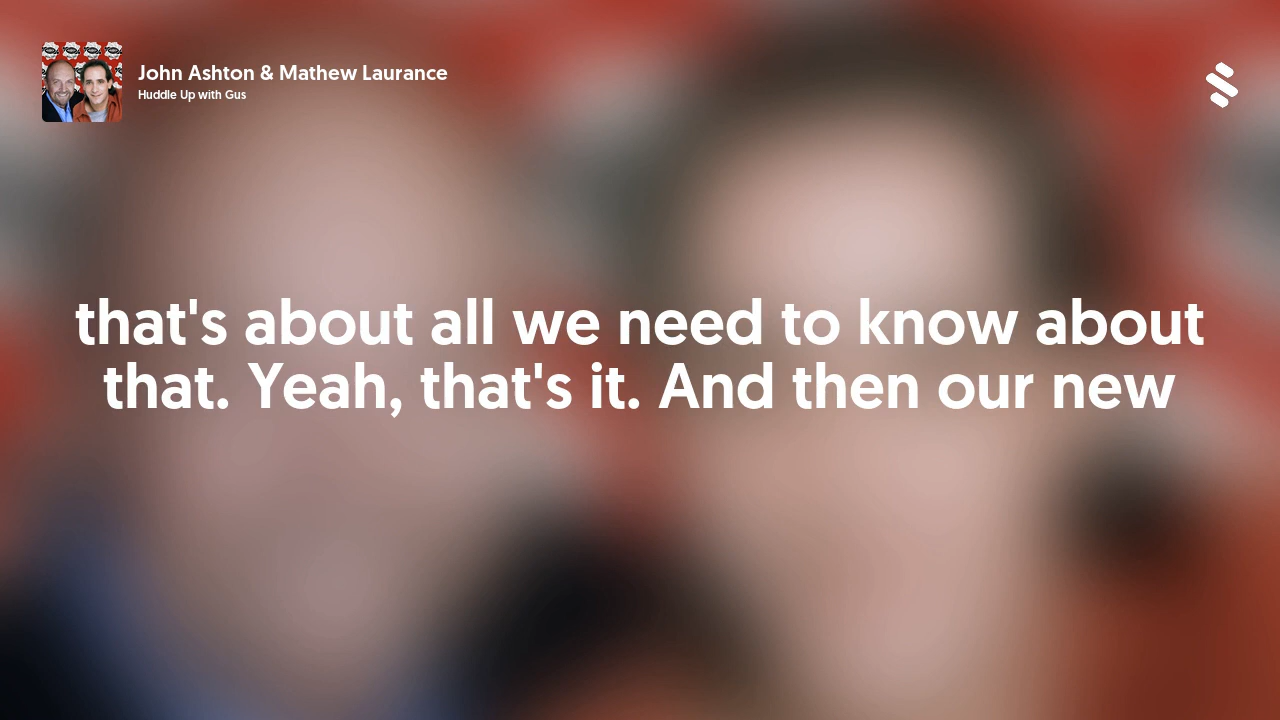 John Ashton & Mathew Laurance
Huddle Up with Gus
that's about all we need to know about
that. Yeah, that's it. And then our new